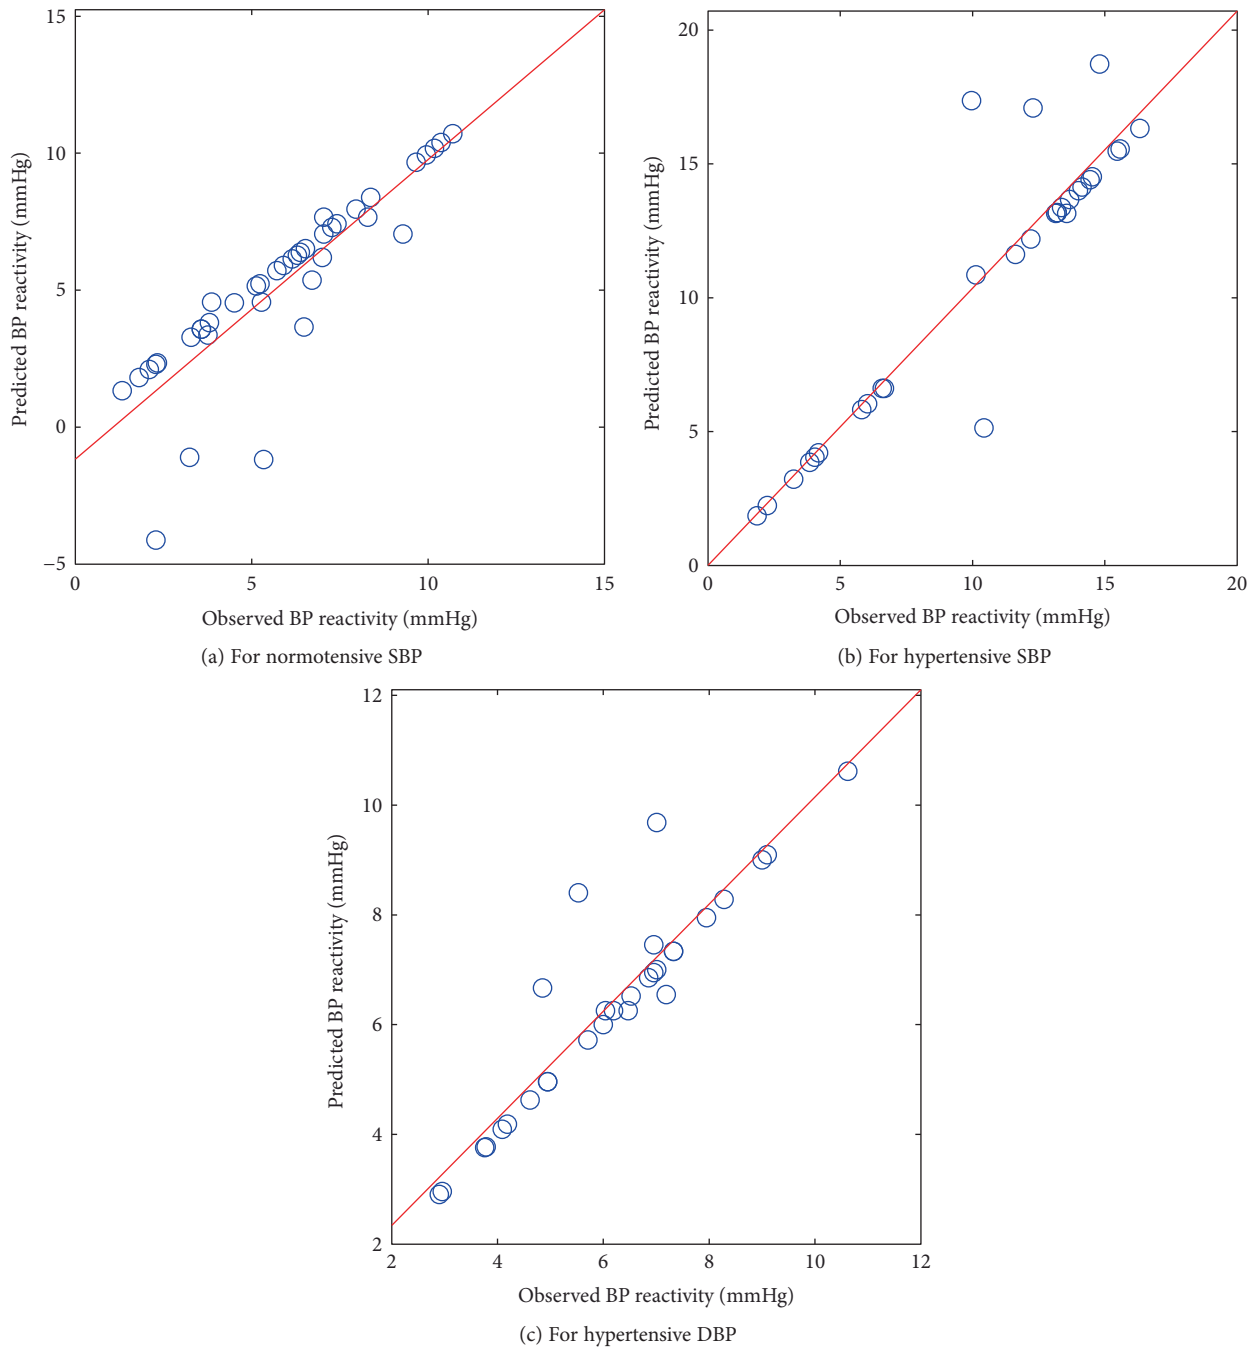 15
10
5
0
−5
Predicted BP reactivity (mmHg)
0 5 10 15
Observed BP reactivity (mmHg)
(a) For normotensive SBP
20
15
10
5
0
Predicted BP reactivity (mmHg)
0 5 10 15 20
Observed BP reactivity (mmHg)
(b) For hypertensive SBP
12
10
8
6
4
2
Predicted BP reactivity (mmHg)
2 4 6 8 10 12
Observed BP reactivity (mmHg)
(c) For hypertensive DBP